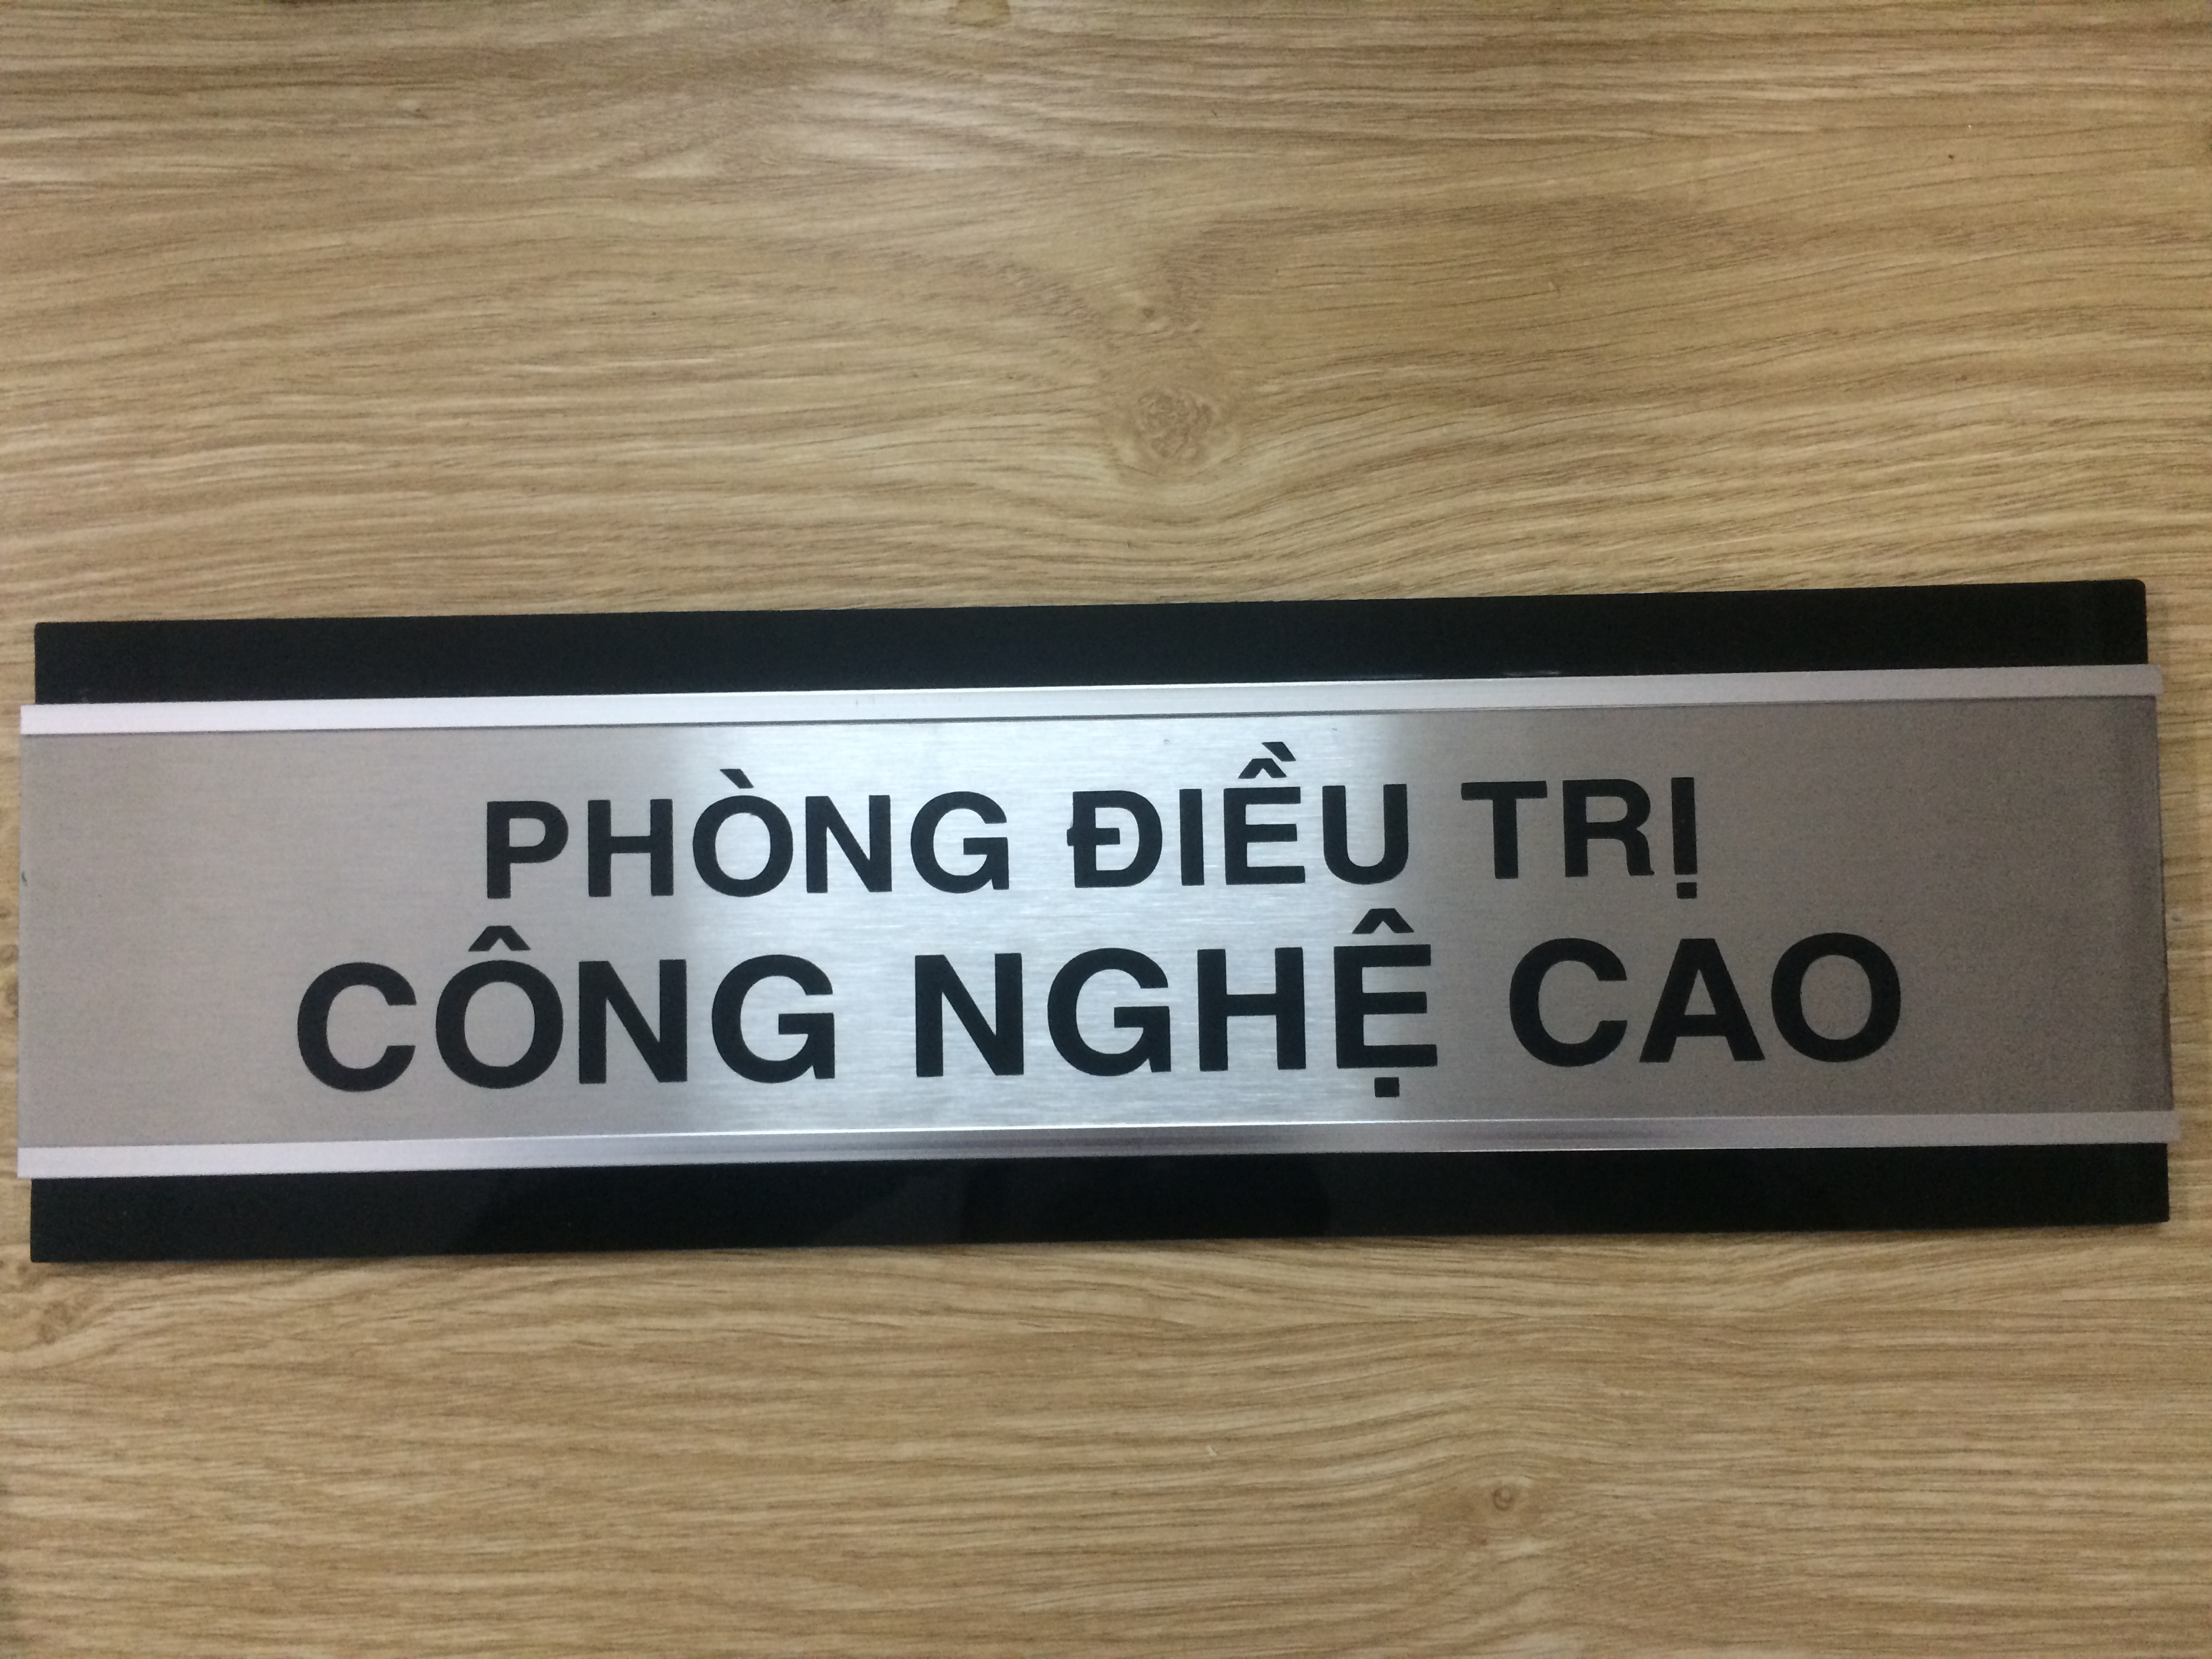 PHÒNG ĐIỀU TRỊ
CÔNG NGHỆ CAO